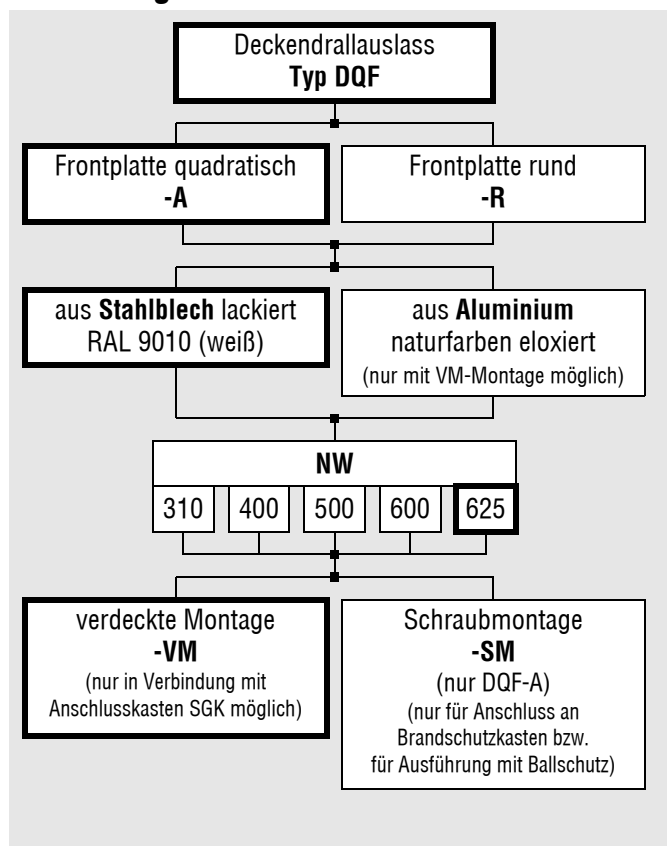 Deckendrallauslass
Typ DQF
Frontplatte quadratisch
-A
Frontplatte rund
-R
aus Stahlblech lackiert
RAL 9010 (weiß)
aus Aluminium
naturfarben eloxiert
(nur mit VM-Montage möglich)
NW
310 400 500 600 625
verdeckte Montage
-VM
(nur in Verbindung mit
Anschlusskasten SGK möglich)
Schraubmontage
-SM
(nur DQF-A)
(nur für Anschluss an
Brandschutzkasten bzw.
für Ausführung mit Ballschutz)